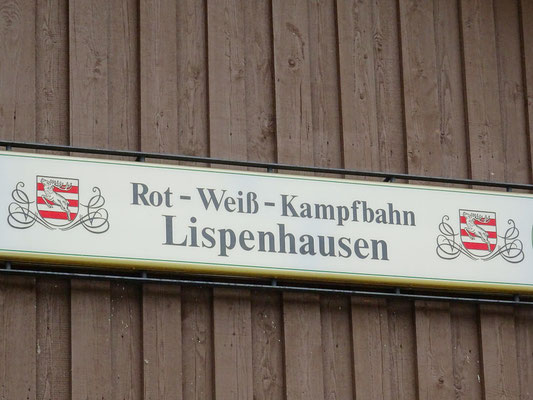 Rot - Weiß - Kampfbahn
Lispenhausen